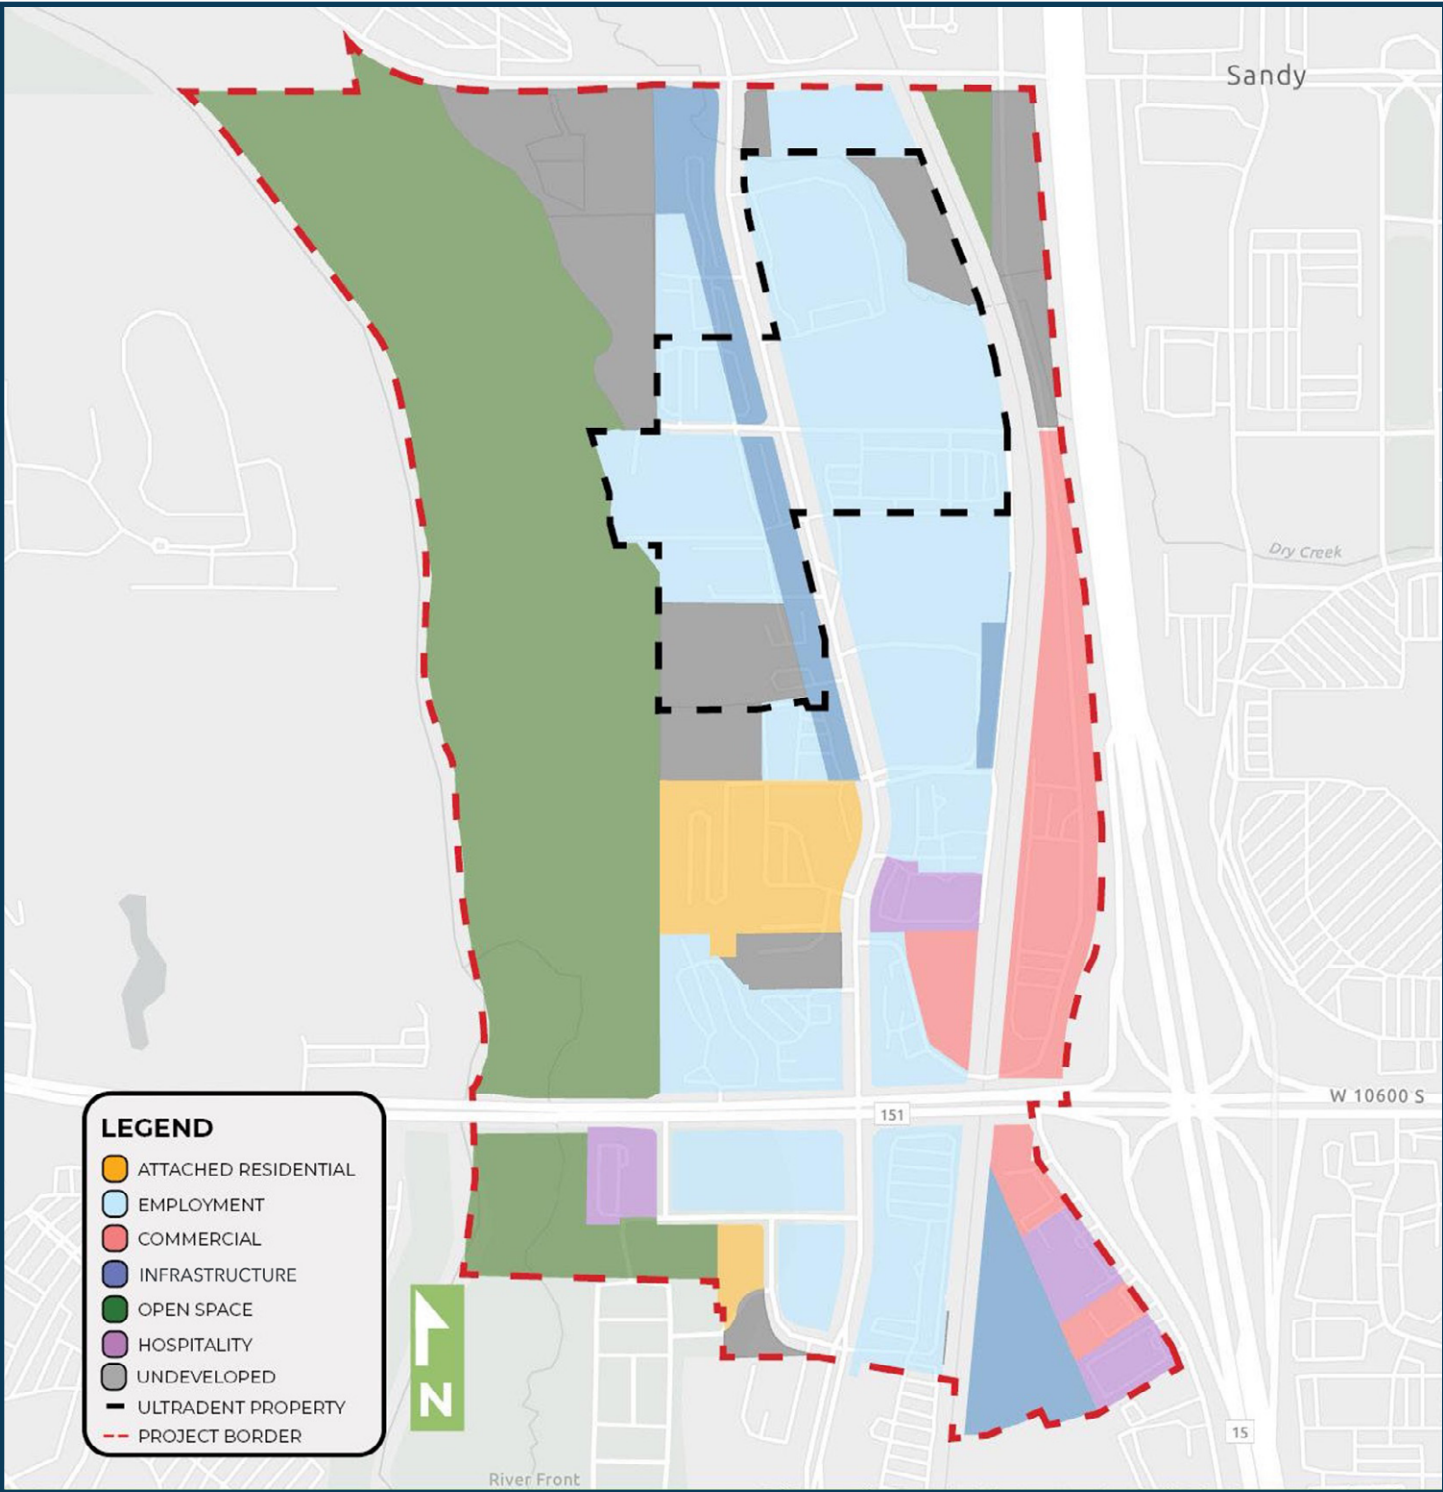 Sandy
Dry Creek
W 10600 S
151
LEGEND
ATTACHED RESIDENTIAL
EMPLOYMENT
COMMERCIAL
INFRASTRUCTURE
OPEN SPACE
HOSPITALITY
UNDEVELOPED
ULTRADENT PROPERTY
PROJECT BORDER
N
15
River Front